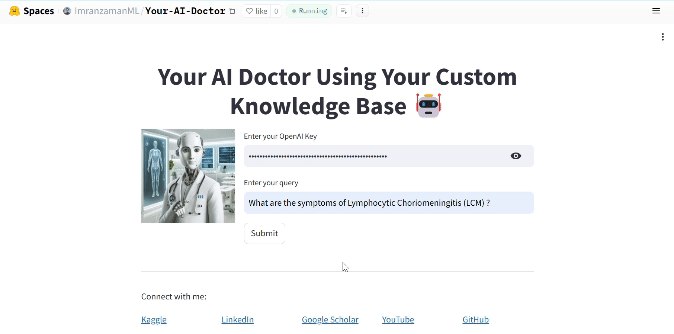 Spaces ImranzamanML/Your-AI-Doctor like 0 Running
Your AI Doctor Using Your Custom
Knowledge Base
Enter your OpenAI Key
Enter your query
What are the symptoms of Lymphocytic Choriomeningitis (LCM) ?
Submit
Connect with me:
Kaggle LinkedIn Google Scholar YouTube GitHub